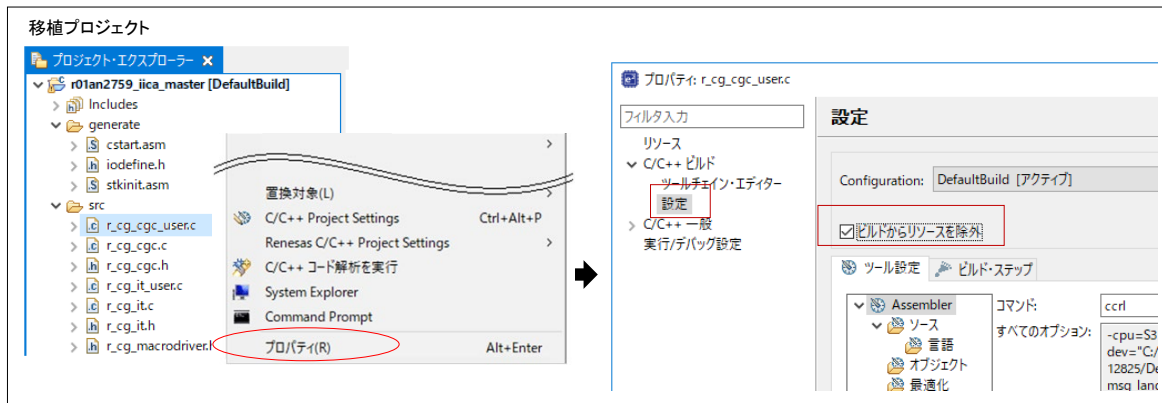 移植プロジェクト
プロジェクト・エクスプローラー
r01an2759_iica_master [DefaultBuild]
Includes
generate
cstart.asm
iodefine.h
stkinit.asm
src
r_cg_cgc_user.c
r_cg_cgc.c
r_cg_cgc.h
r_cg_it_user.c
r_cg_it.c
r_cg_it.h
r_cg_macrodriver.h
置換対象(L)
C/C++ Project Settings Ctrl+Alt+P
Renesas C/C++ Project Settings
C/C++ コード解析を実行
System Explorer
Command Prompt
プロパティ(R) Alt+Enter
プロパティ: r_cg_cgc_user.c
フィルタ入力
リソース
C/C++ ビルド
ツールチェイン・エディター
設定
C/C++ 一般
実行/デバッグ設定
設定
Configuration: DefaultBuild [アクティブ]
ビルドからリソースを除外
ツール設定 ビルド・ステップ
Assembler
ソース
言語
オブジェクト
最適化
コマンド: ccrl
すべてのオプション: -cpu=S3
dev="C:/
12825/De
msg_lang